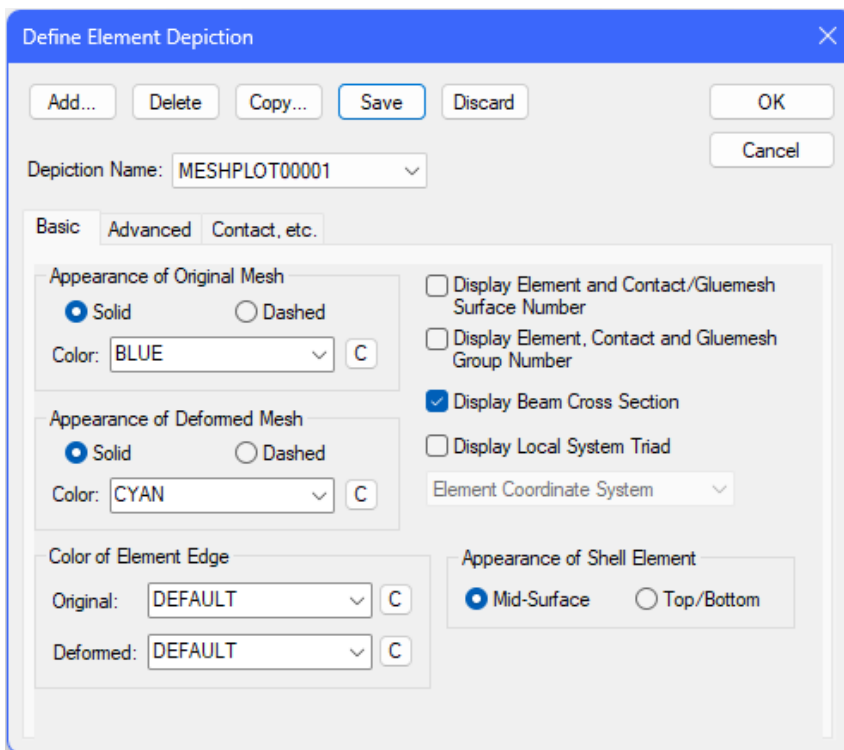 Define Element Depiction
Add... Delete Copy... Save Discard OK
Cancel
Depiction Name: MESHPLOT00001
Basic Advanced Contact, etc.
Appearance of Original Mesh
Solid Dashed
Color: BLUE C
Display Element and Contact/Gluemesh
Surface Number
Display Element, Contact and Gluemesh
Group Number
Display Beam Cross Section
Appearance of Deformed Mesh
Solid Dashed
Color: CYAN C
Display Local System Triad
Element Coordinate System
Color of Element Edge
Original: DEFAULT C
Deformed: DEFAULT C
Appearance of Shell Element
Mid-Surface Top/Bottom